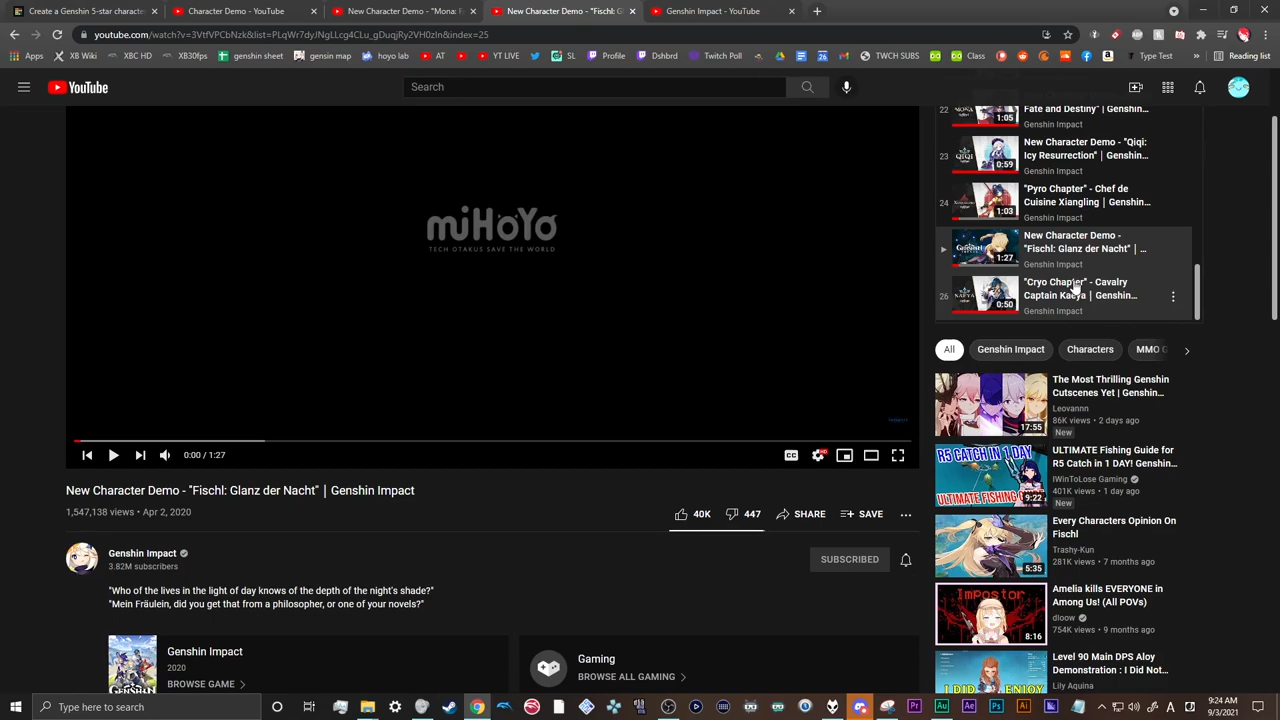 Create a Genshin 5-star charact
Character Demo - YouTube
New Character Demo - "Mona: F
New Character Demo - "Fischl: G
Genshin Impact - YouTube
youtube.com/watch?v=3VtfVPCbNzk&list=PLqWr7dyJNgLLcg4CLu_gDuqjRy2VH0zIn&index=25
Apps
XB Wiki
XBC HD
XB30fps
genshin sheet
gensin map
hoyo lab
AT
YT LIVE
SL
Profile
Dshbrd
Twitch Poll
TWCH SUBS
Class
Type Test
Reading list
YouTube
Search
miHoYo
TECH OTAKUS SAVE THE WORLD
0:00 / 1:27
New Character Demo - "Fischl: Glanz der Nacht" | Genshin Impact
1,547,138 views • Apr 2, 2020
40K
447
SHARE
SAVE
Genshin Impact
3.82M subscribers
SUBSCRIBED
"Who of the lives in the light of day knows of the depth of the night's shade?"
"Mein Fräulein, did you get that from a philosopher, or one of your novels?"
Genshin Impact
2020
BROWSE GAME
Gaming
BROWSE ALL GAMING
22
MONA
1:05
Fate and Destiny" | Genshin...
Genshin Impact
23
QIQI
0:59
New Character Demo - "Qiqi:
Icy Resurrection" | Genshin...
Genshin Impact
24
1:03
"Pyro Chapter" - Chef de
Cuisine Xiangling | Genshin...
Genshin Impact
1:27
New Character Demo -
"Fischl: Glanz der Nacht" | ...
Genshin Impact
26
KAEYA
0:50
"Cryo Chapter" - Cavalry
Captain Kaeya | Genshin...
Genshin Impact
All
Genshin Impact
Characters
MMO G
17:55
The Most Thrilling Genshin
Cutscenes Yet | Genshin...
Leovannn
86K views • 2 days ago
New
R5 CATCH IN 1 DAY
ULTIMATE FISHING GUIDE
9:22
ULTIMATE Fishing Guide for
R5 Catch in 1 DAY! Genshin...
IWinToLose Gaming
401K views • 1 day ago
New
5:35
Every Characters Opinion On
Fischl
Trashy-Kun
281K views • 7 months ago
Impostor
8:16
Amelia kills EVERYONE in
Among Us! (All POVs)
dloow
754K views • 9 months ago
I DID ENJOY
Level 90 Main DPS Aloy
Demonstration : I Did Not...
Lily Aquina
Type here to search
9:24 AM
9/3/2021